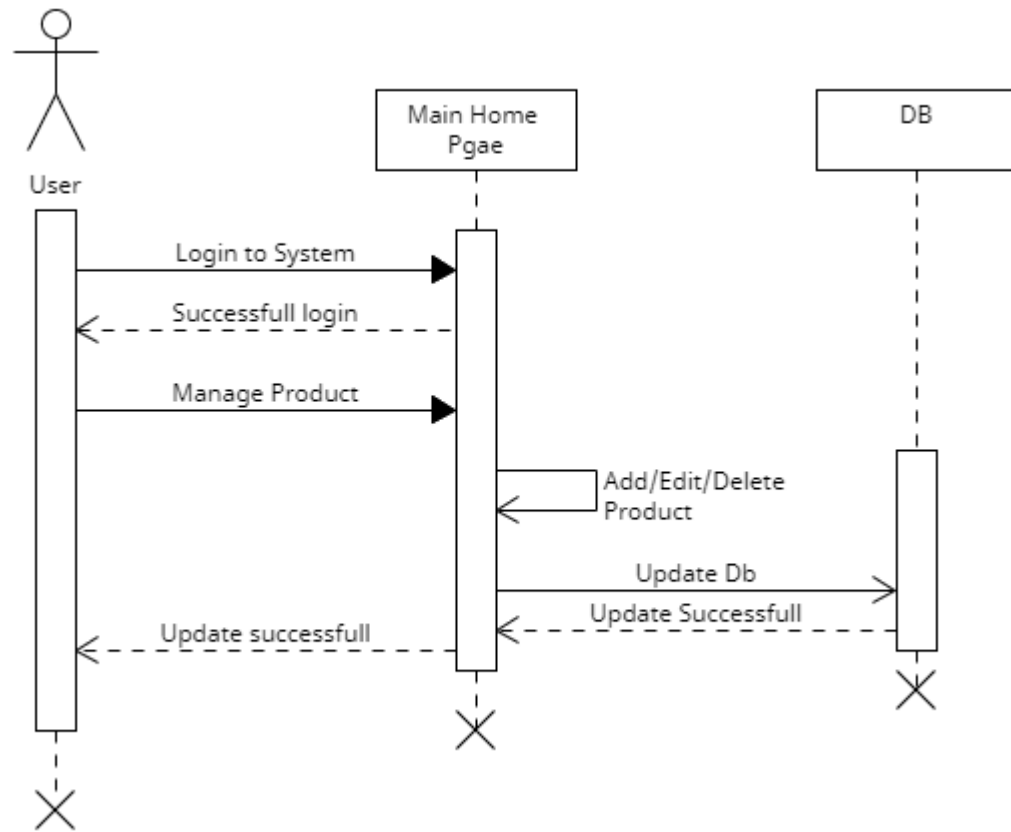 Main Home
Pgae
DB
User
Login to System
Successfull login
Manage Product
Add/Edit/Delete
Product
Update Db
Update Successfull
Update successfull